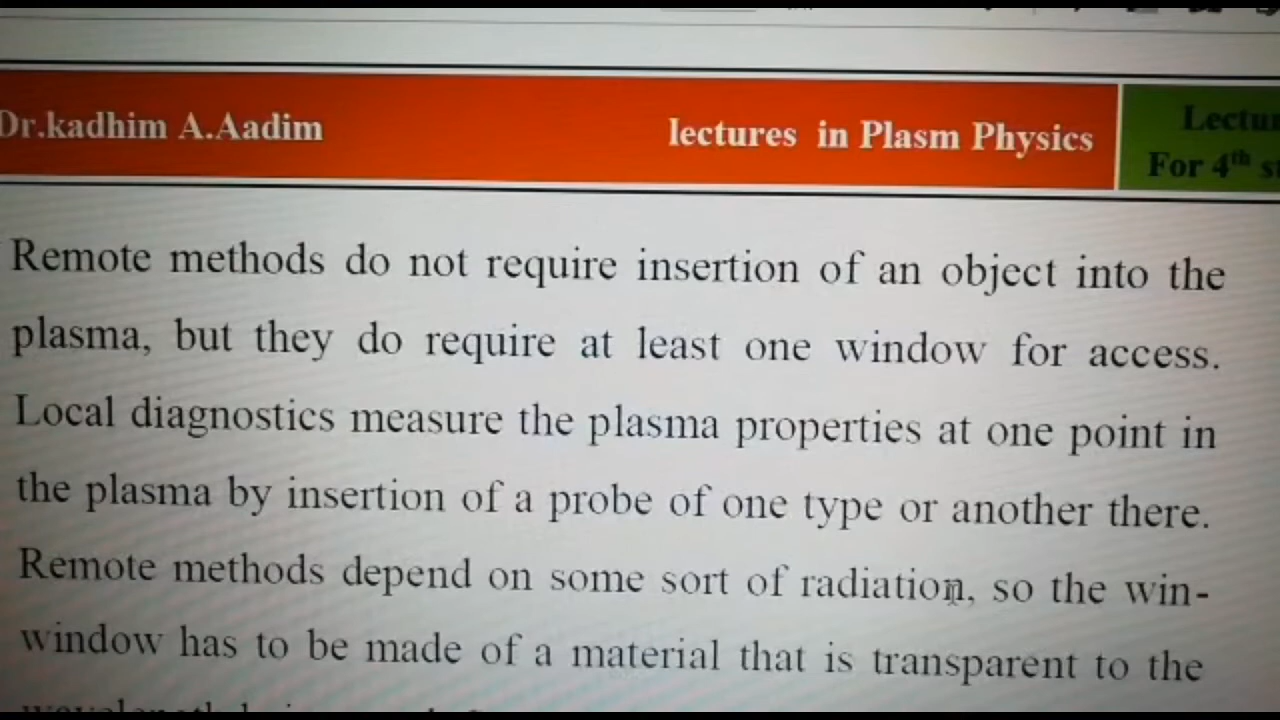 Dr.kadhim A.Aadim
lectures in Plasm Physics
For 4th
Remote methods do not require insertion of an object into the
plasma, but they do require at least one window for access.
Local diagnostics measure the plasma properties at one point in
the plasma by insertion of a probe of one type or another there.
Remote methods depend on some sort of radiation, so the win-
window has to be made of a material that is transparent to the